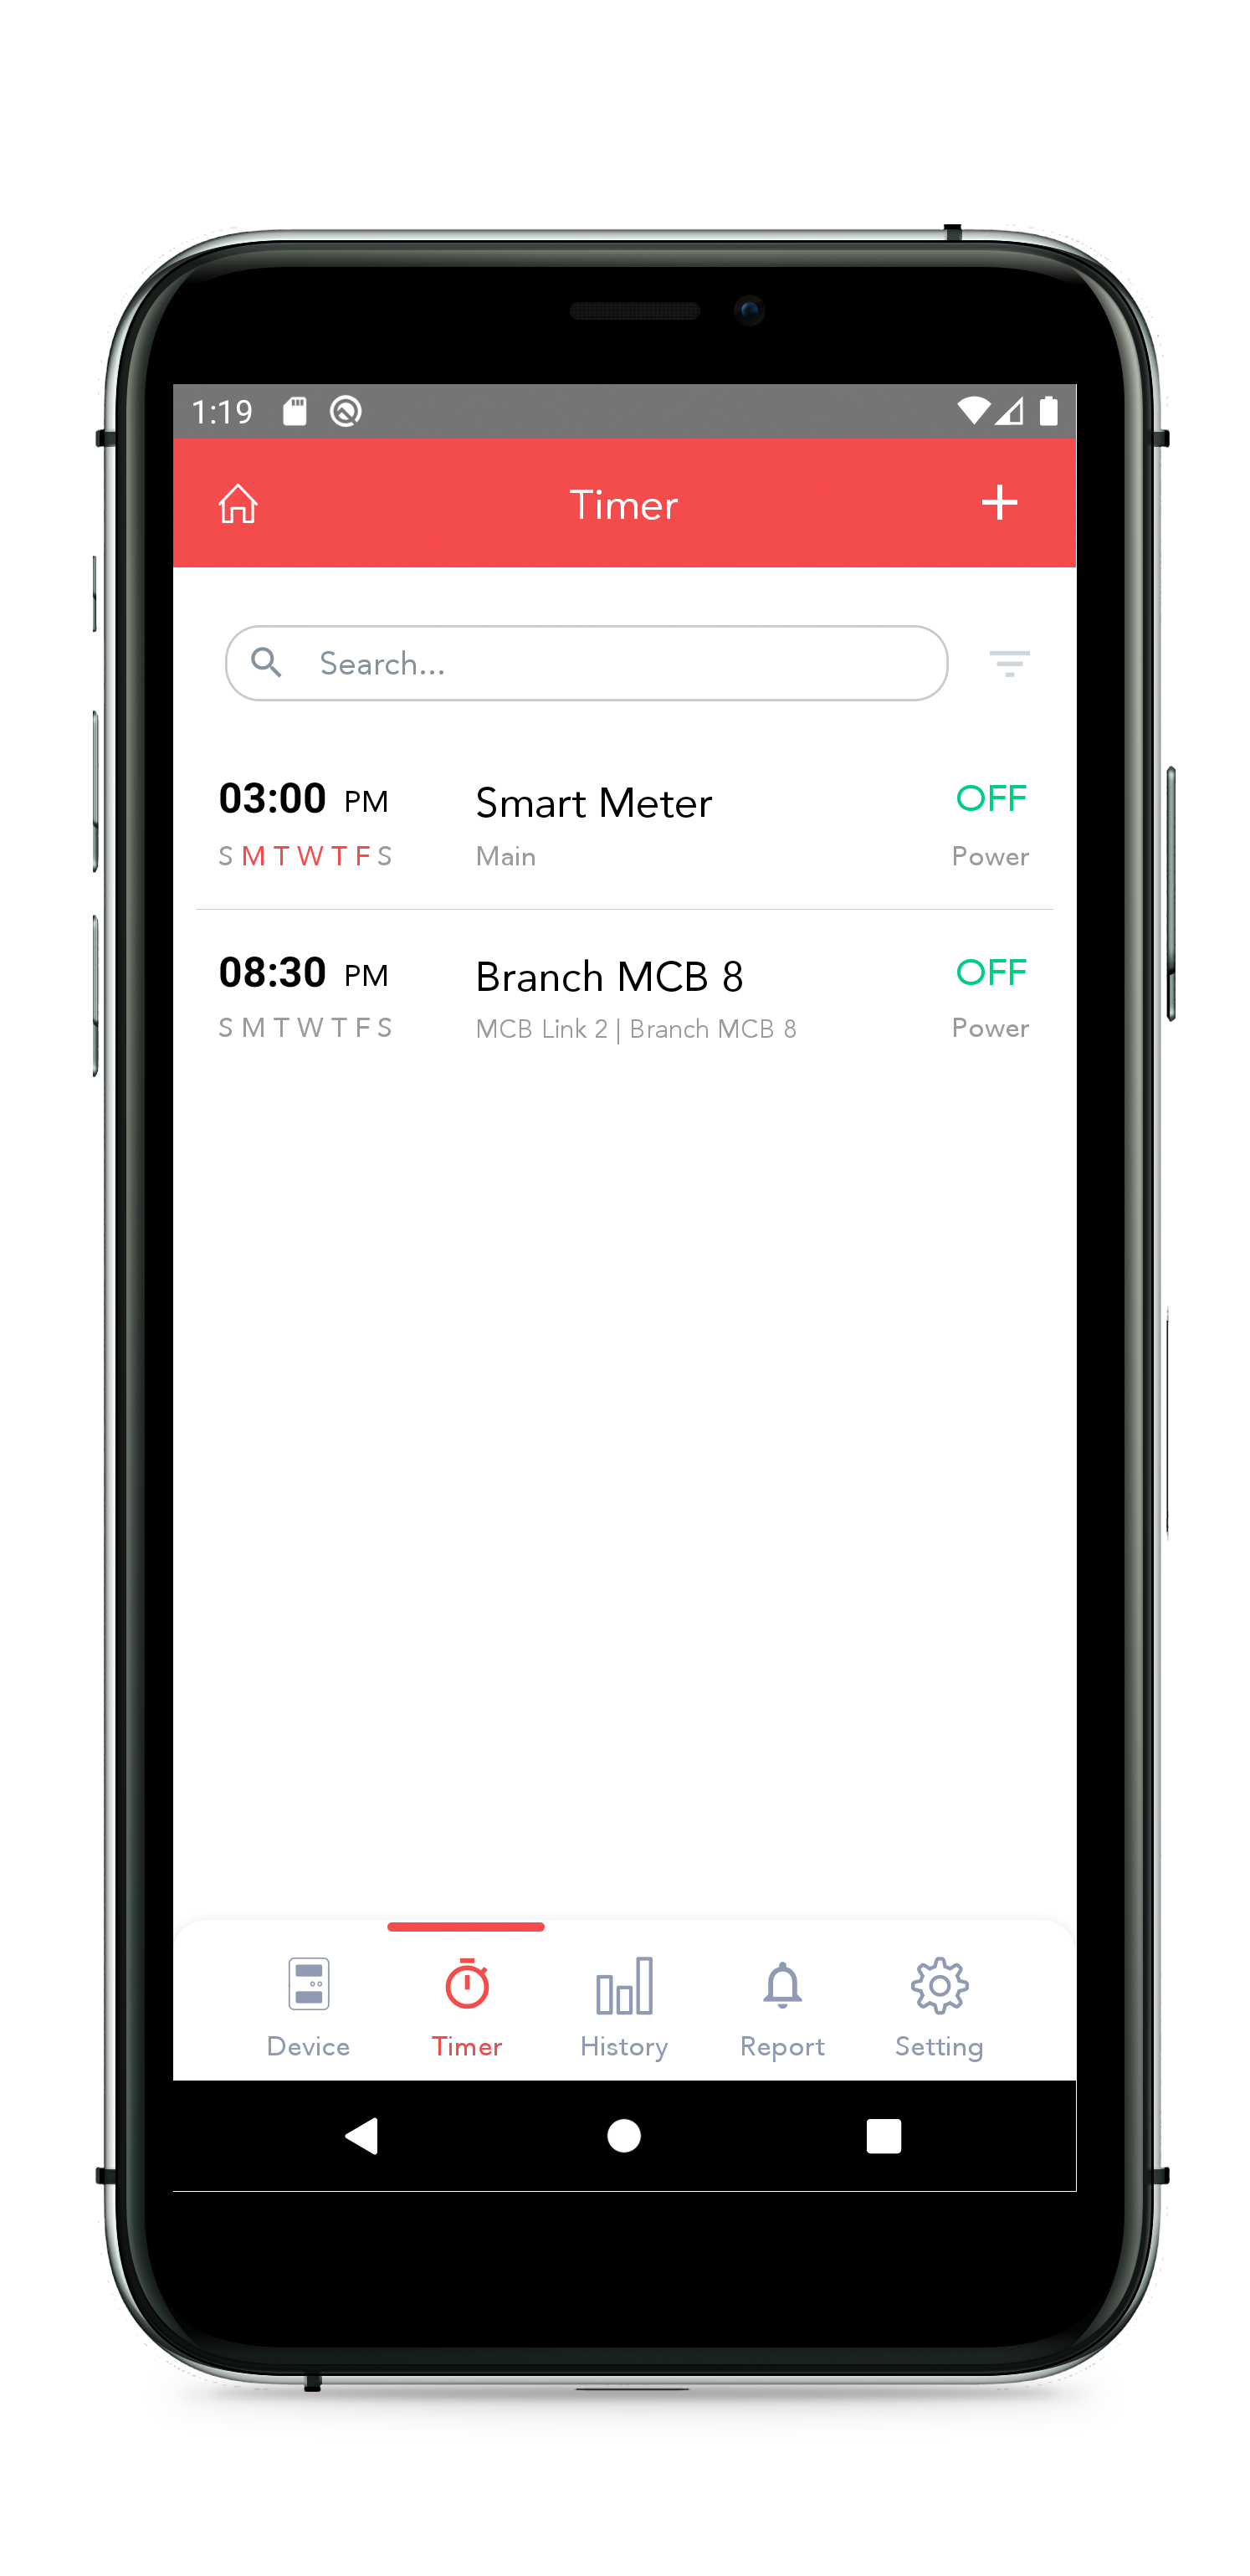 1:19
Timer
Search...
03:00 PM Smart Meter OFF
S M T W T F S Main Power
08:30 PM Branch MCB 8 OFF
S M T W T F S MCB Link 2 | Branch MCB 8 Power
Device Timer History Report Setting